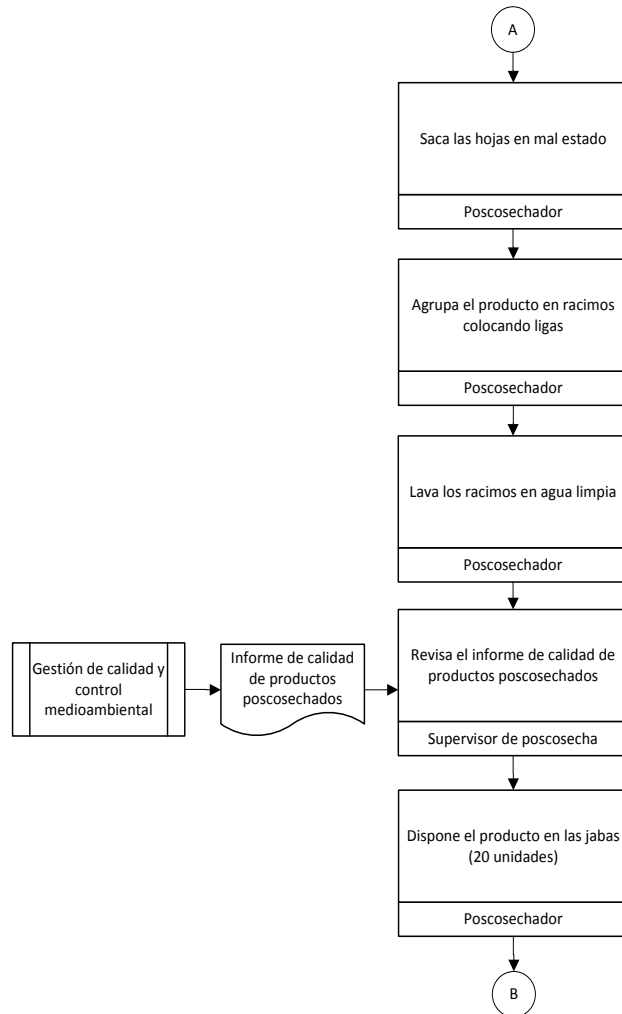 A
Saca las hojas en mal estado
Poscosechador
Agrupa el producto en racimos
colocando ligas
Poscosechador
Lava los racimos en agua limpia
Poscosechador
Gestión de calidad y
control
medioambiental
Informe de calidad
de productos
poscosechados
Revisa el informe de calidad de
productos poscosechados
Supervisor de poscosecha
Dispone el producto en las jabas
(20 unidades)
Poscosechador
B